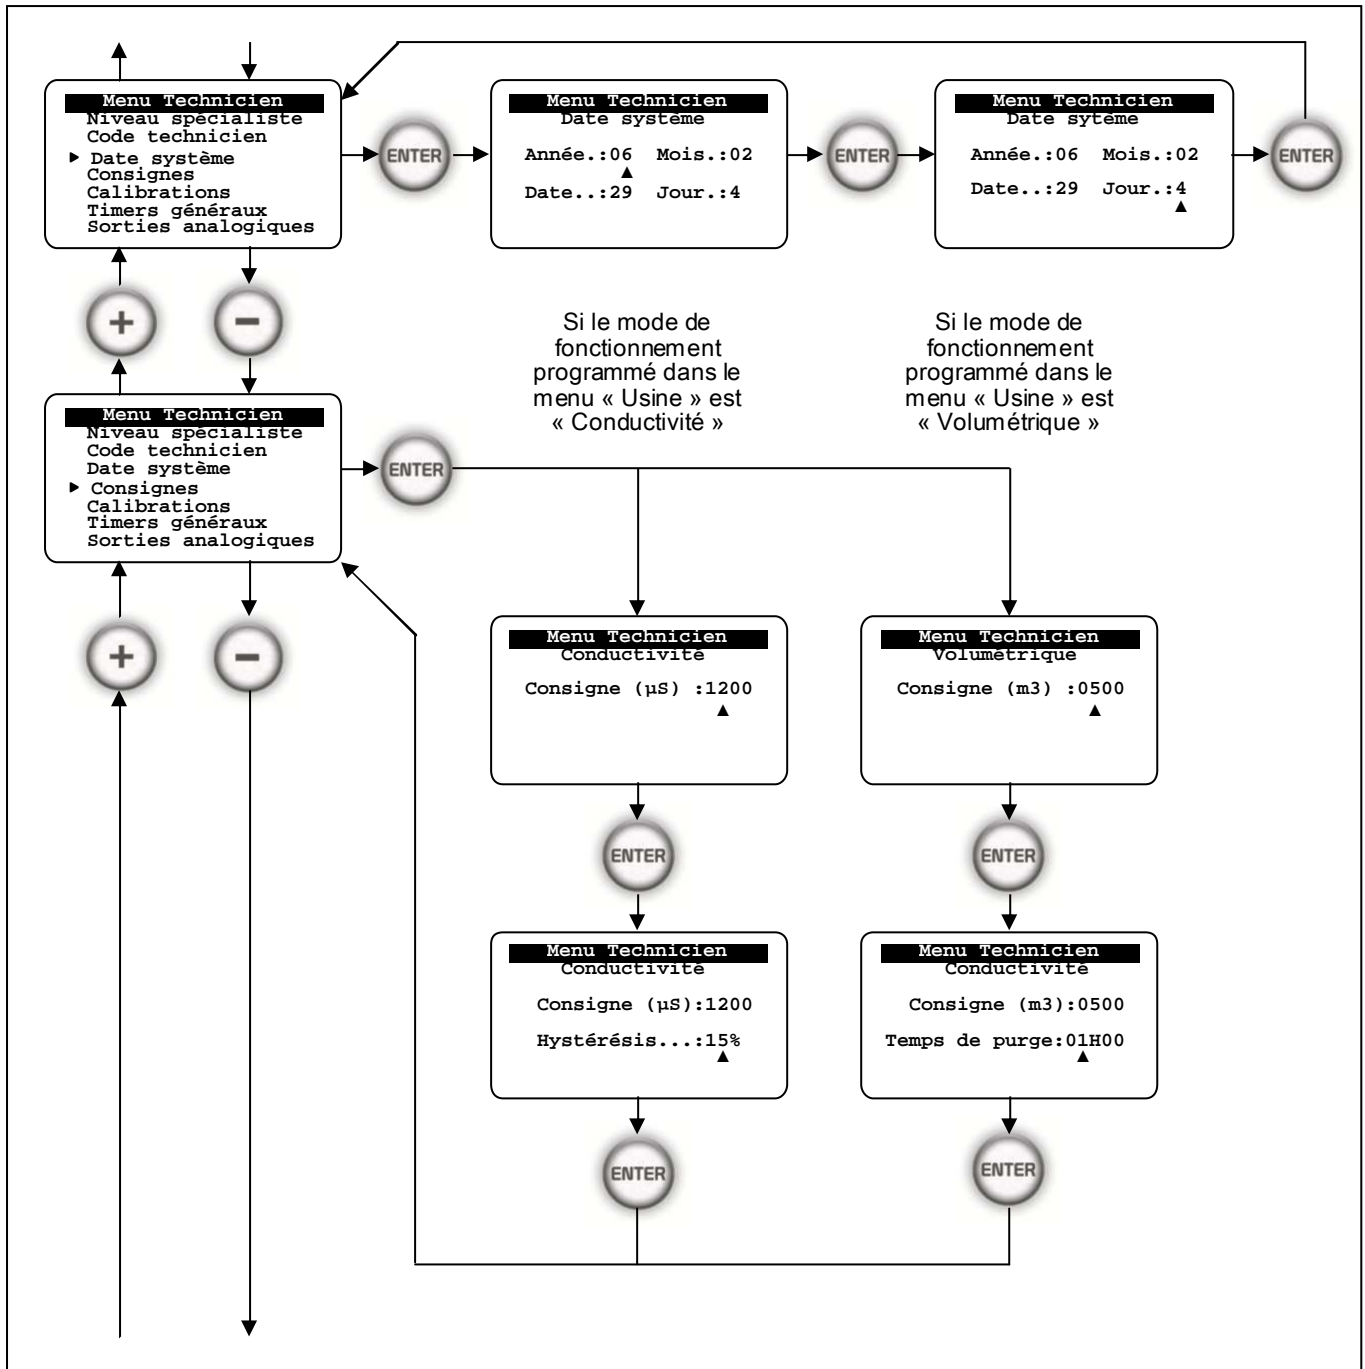 Menu Technicien
Niveau spécialiste
Code technicien
▶ Date système
Consignes
Calibrations
Timers généraux
Sorties analogiques
ENTER
Menu Technicien
Date système
Année.:06 Mois.:02
▲
Date..:29 Jour.:4
ENTER
Menu Technicien
Date sytème
Année.:06 Mois.:02
Date..:29 Jour.:4
▲
ENTER
+
-
Si le mode de
fonctionnement
programmé dans le
menu « Usine » est
« Conductivité »
Si le mode de
fonctionnement
programmé dans le
menu « Usine » est
« Volumétrique »
Menu Technicien
Niveau spécialiste
Code technicien
Date système
▶ Consignes
Calibrations
Timers généraux
Sorties analogiques
ENTER
+
-
Menu Technicien
Conductivité
Consigne (µS) :1200
▲
Menu Technicien
Volumétrique
Consigne (m3) :0500
▲
ENTER
ENTER
Menu Technicien
Conductivité
Consigne (µS):1200
Hystérésis...:15%
▲
Menu Technicien
Conductivité
Consigne (m3):0500
Temps de purge:01H00
▲
ENTER
ENTER